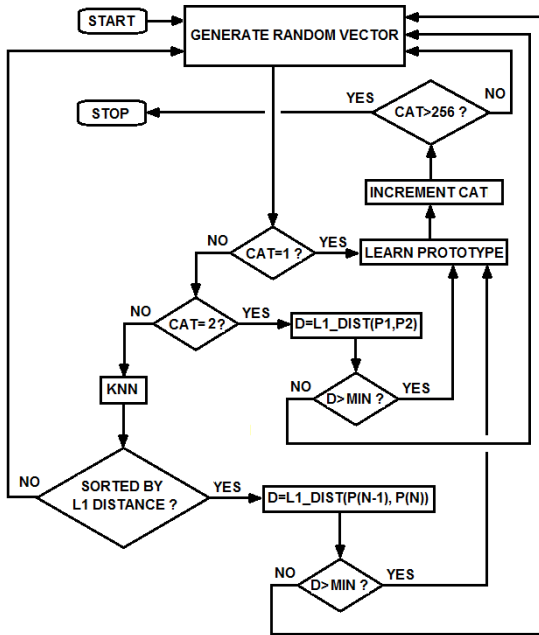 START
GENERATE RANDOM VECTOR
YES
NO
CAT>256 ?
STOP
INCREMENT CAT
NO
YES
CAT=1 ?
LEARN PROTOTYPE
NO
YES
CAT= 2?
D=L1_DIST(P1,P2)
KNN
NO
YES
D>MIN ?
NO
SORTED BY
L1 DISTANCE ?
YES
D=L1_DIST(P(N-1), P(N))
NO
YES
D>MIN ?